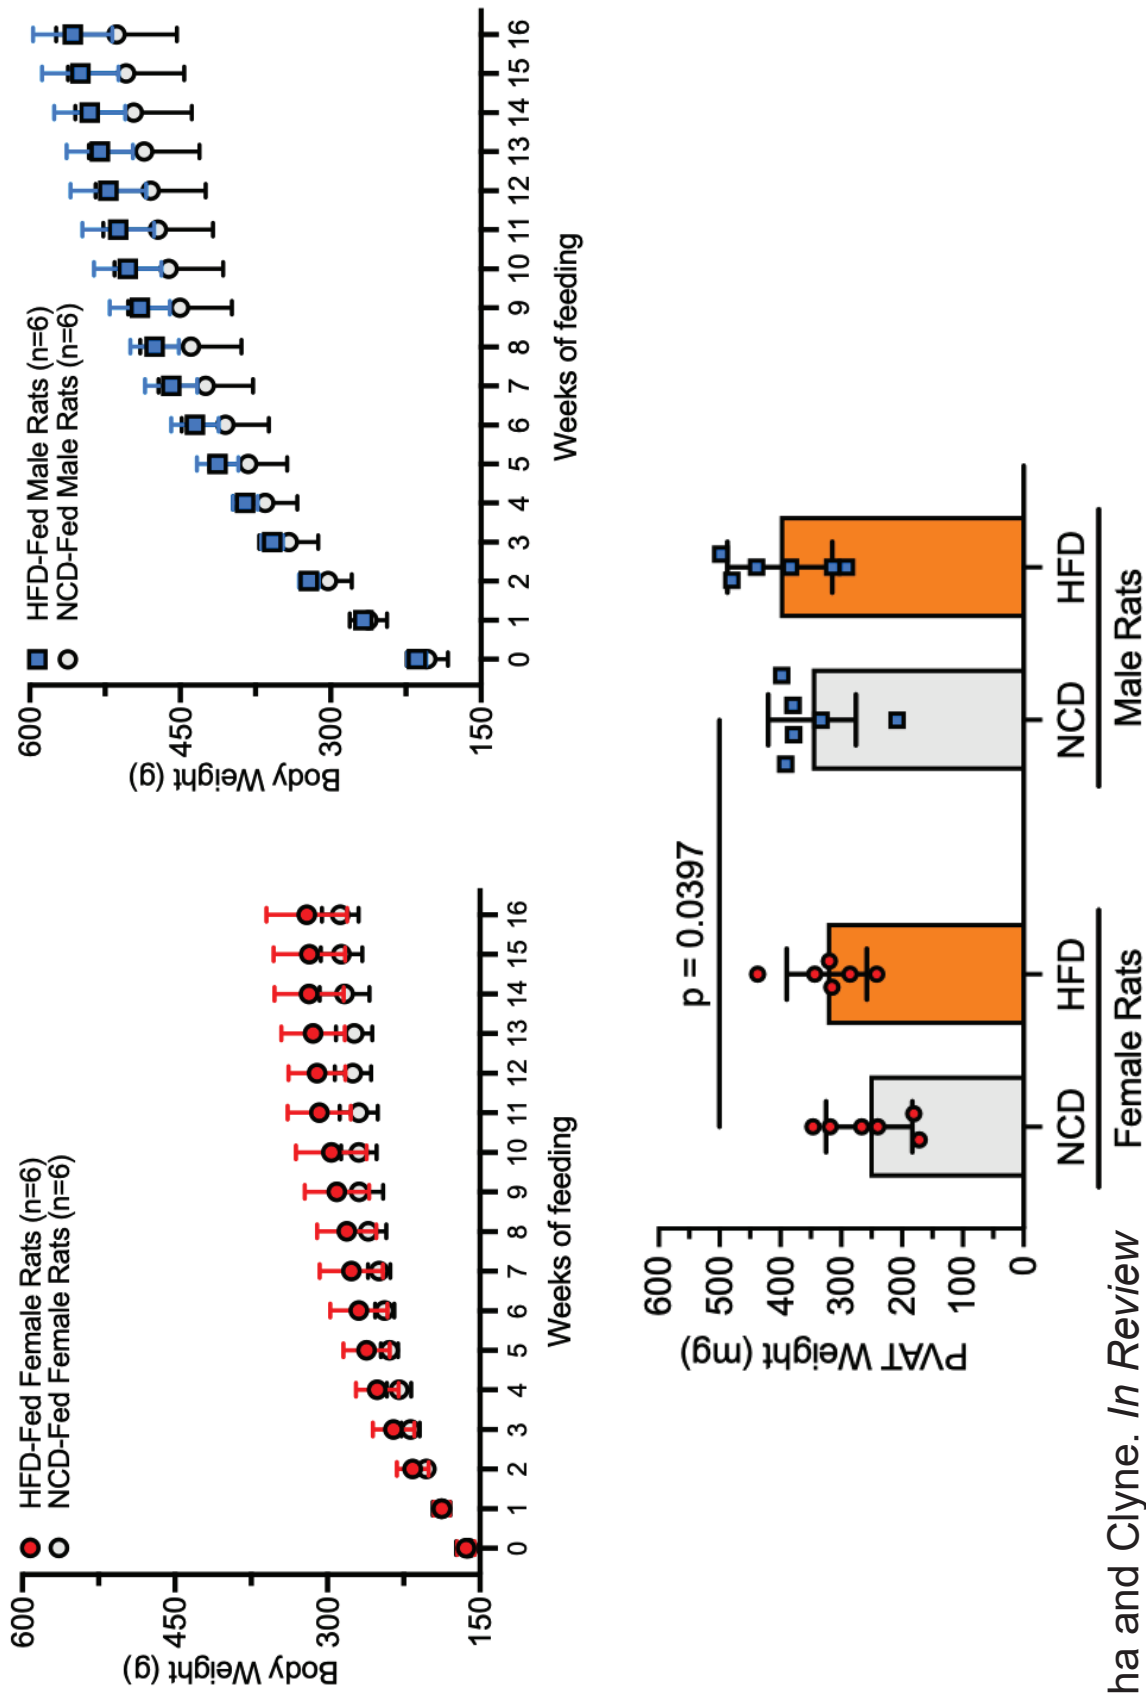 HFD-Fed Female Rats (n=6)
NCD-Fed Female Rats (n=6)
Body Weight (g)
600
450
300
150
0 1 2 3 4 5 6 7 8 9 10 11 12 13 14 15 16
Weeks of feeding
HFD-Fed Male Rats (n=6)
NCD-Fed Male Rats (n=6)
Body Weight (g)
600
450
300
150
0 1 2 3 4 5 6 7 8 9 10 11 12 13 14 15 16
Weeks of feeding
PVAT Weight (mg)
600
500
400
300
200
100
0
p = 0.0397
NCD HFD NCD HFD
Female Rats Male Rats
ha and Clyne. In Review